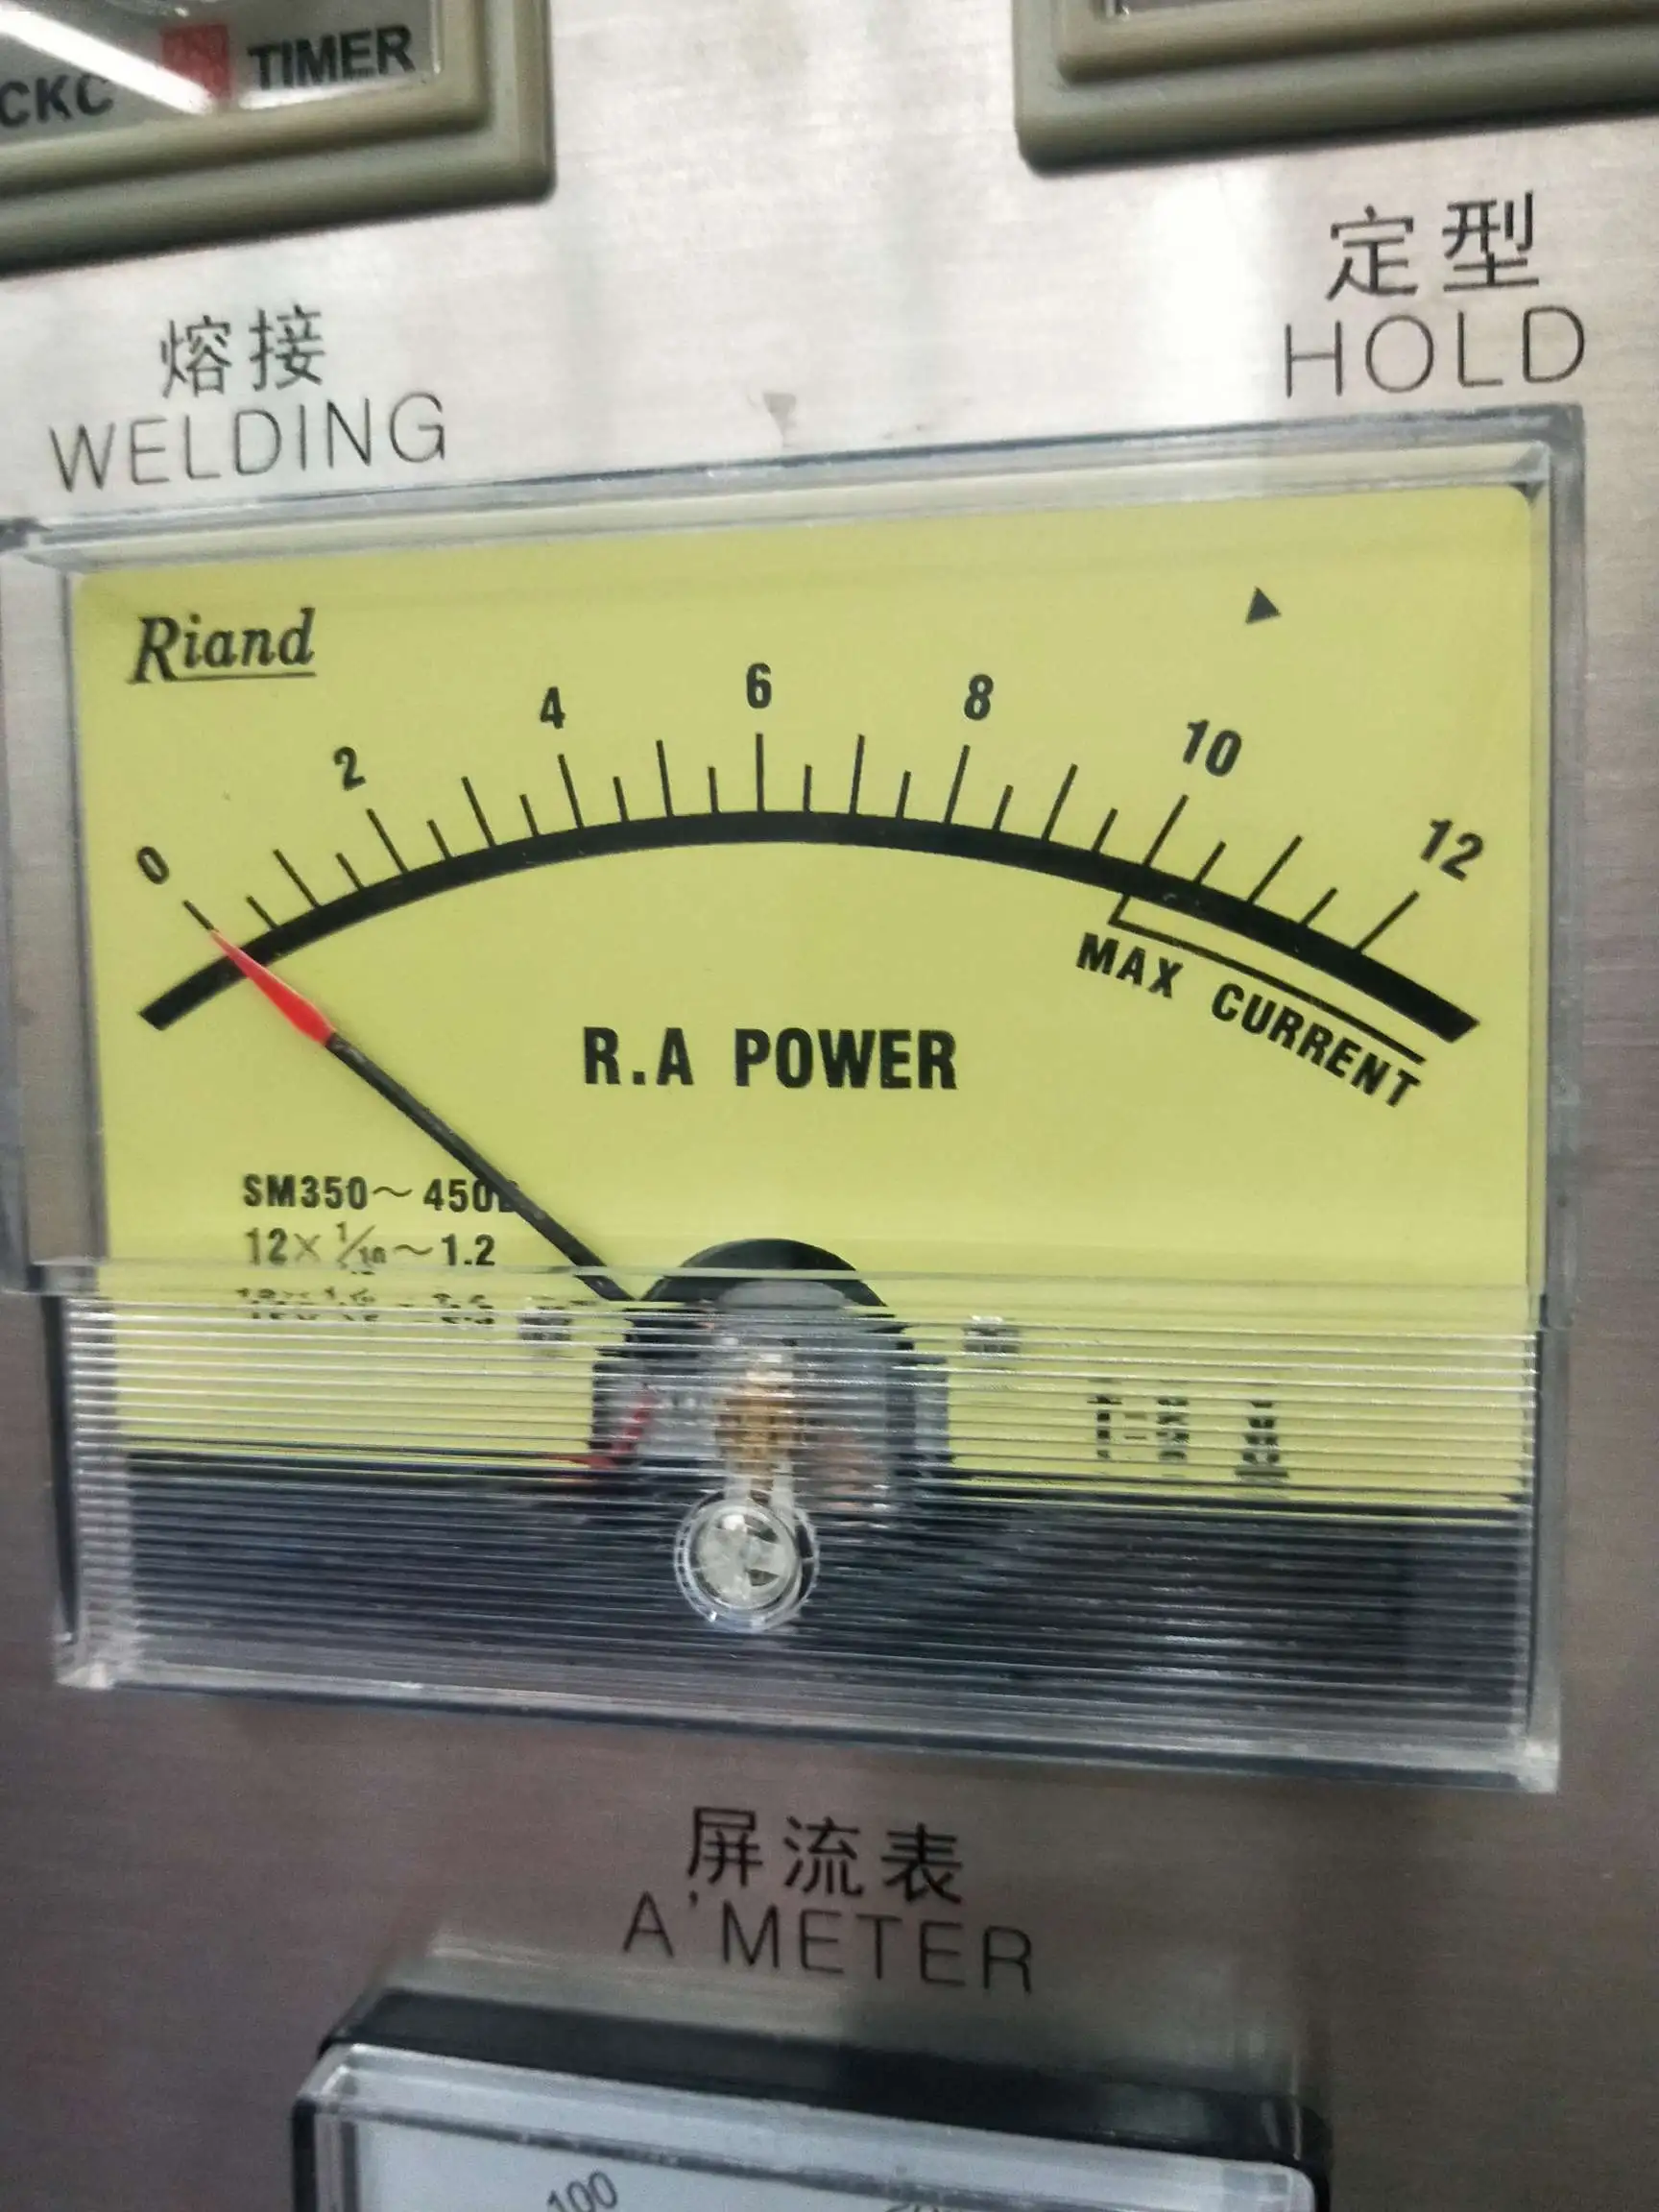 CKC TIMER
定型
HOLD
熔接
WELDING
Riand
0 2 4 6 8 10 12
MAX CURRENT
R.A POWER
SM350～450
12× 1/10～1.2
屏流表
A'METER
100